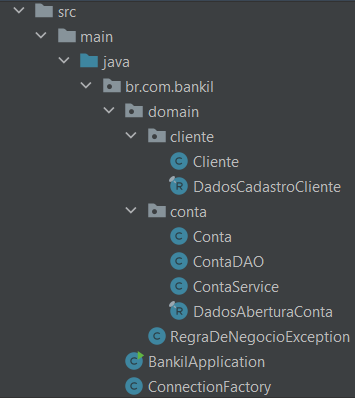 src
main
java
br.com.bankil
domain
cliente
C Cliente
R DadosCadastroCliente
conta
C Conta
C ContaDAO
C ContaService
R DadosAberturaConta
C RegraDeNegocioException
C BankilApplication
C ConnectionFactory